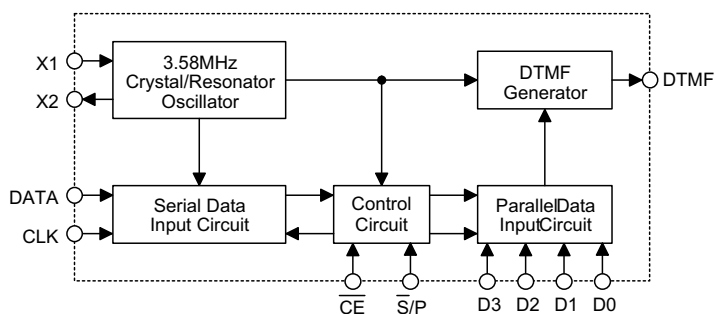 X1
X2
3.58MHz
Crystal/Resonator
Oscillator
DTMF
Generator
DTMF
DATA
CLK
Serial Data
Input Circuit
Control
Circuit
ParallelData
InputCircuit
C̅E̅
S̅/P
D3
D2
D1
D0